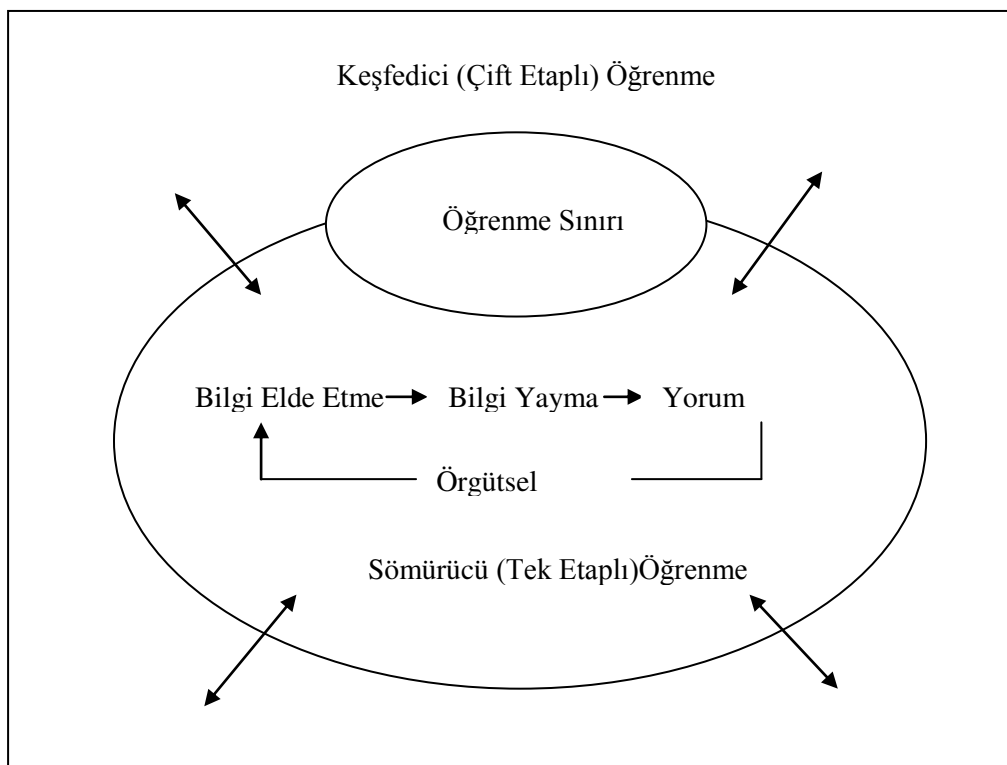 Keşfedici (Çift Etaplı) Öğrenme
Öğrenme Sınırı
Bilgi Elde Etme Bilgi Yayma Yorum
Örgütsel
Sömürücü (Tek Etaplı)Öğrenme